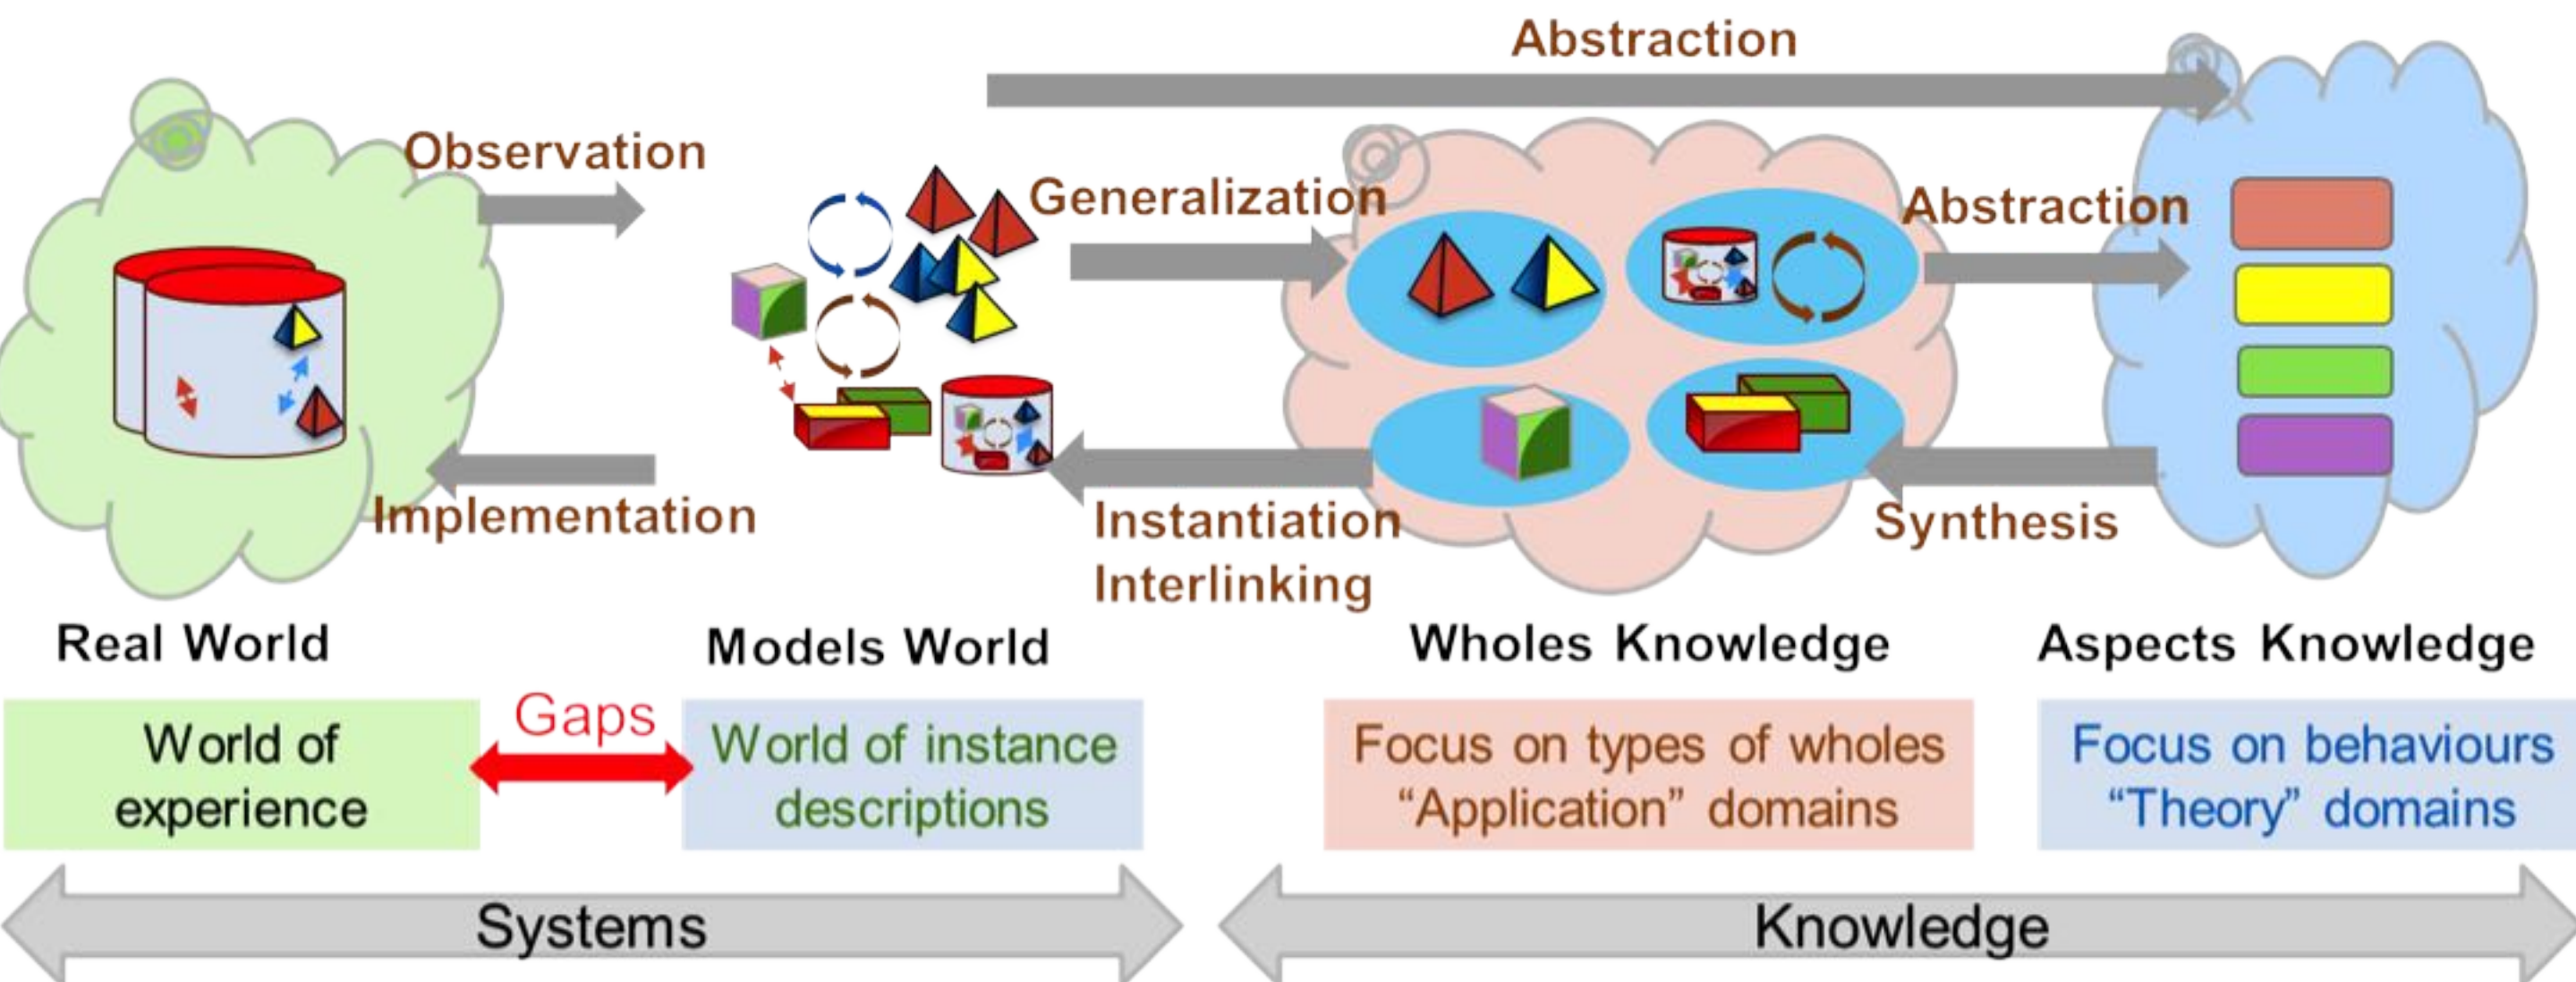 Abstraction
Observation
Generalization
Abstraction
Implementation
Instantiation
Interlinking
Synthesis
Real World
Models World
Wholes Knowledge
Aspects Knowledge
World of
experience
Gaps
World of instance
descriptions
Focus on types of wholes
“Application” domains
Focus on behaviours
“Theory” domains
Systems
Knowledge